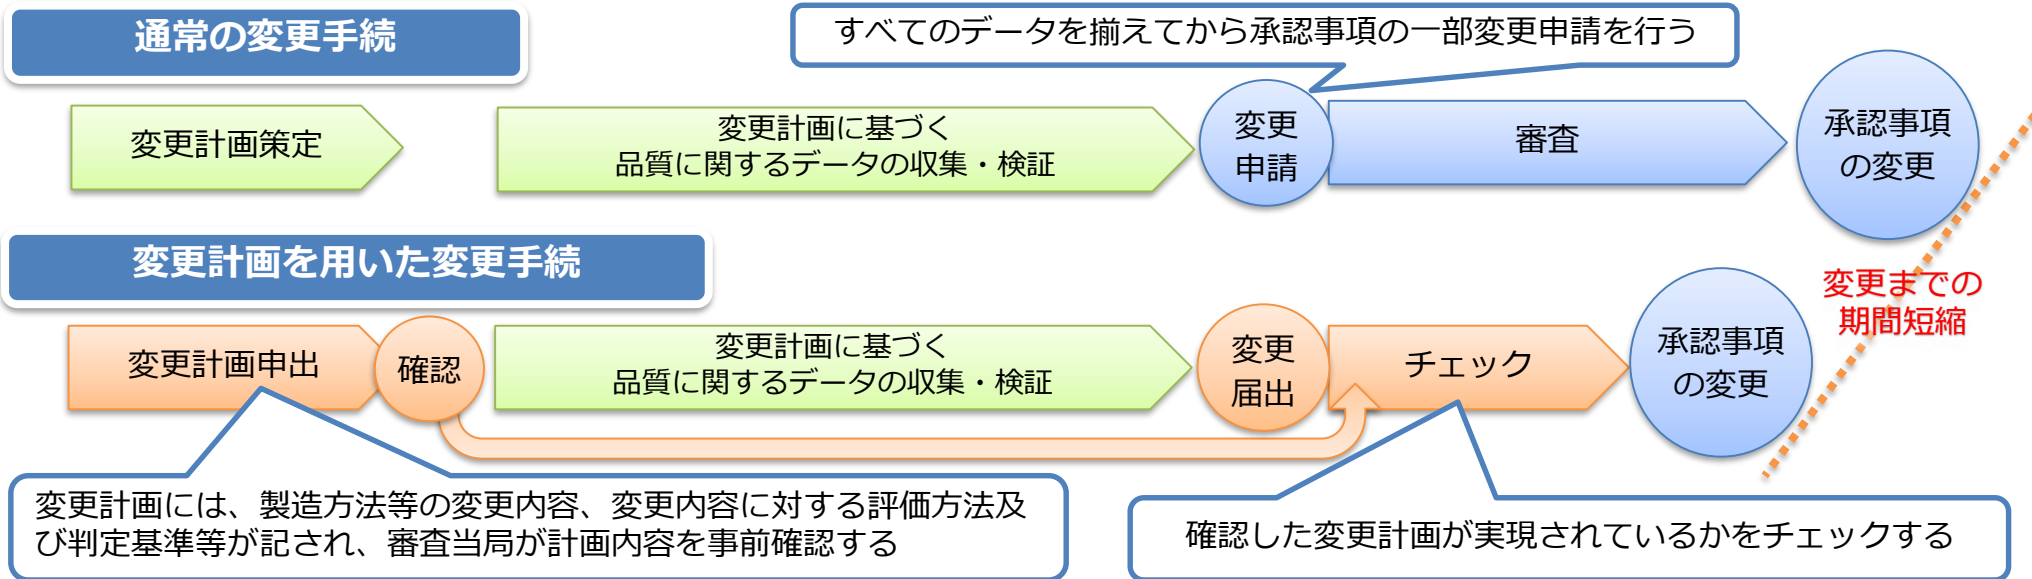 通常の変更手続
すべてのデータを揃えてから承認事項の一部変更申請を行う
変更計画策定
変更計画に基づく
品質に関するデータの収集・検証
変更
申請
審査
承認事項
の変更
変更計画を用いた変更手続
変更計画申出
確認
変更計画に基づく
品質に関するデータの収集・検証
変更
届出
チェック
承認事項
の変更
変更までの
期間短縮
変更計画には、製造方法等の変更内容、変更内容に対する評価方法及
び判定基準等が記され、審査当局が計画内容を事前確認する
確認した変更計画が実現されているかをチェックする